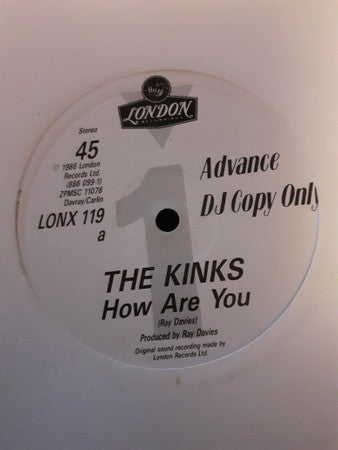 LONDON
Stereo
45
℗ 1986 London
Records Ltd.
(886 099-1)
ZPMSC 11076
Davray/Carlin
LONX 119
a
1
Advance
DJ Copy Only
THE KINKS
How Are You
(Ray Davies)
Produced by Ray Davies
Original sound recording made by
London Records Ltd.